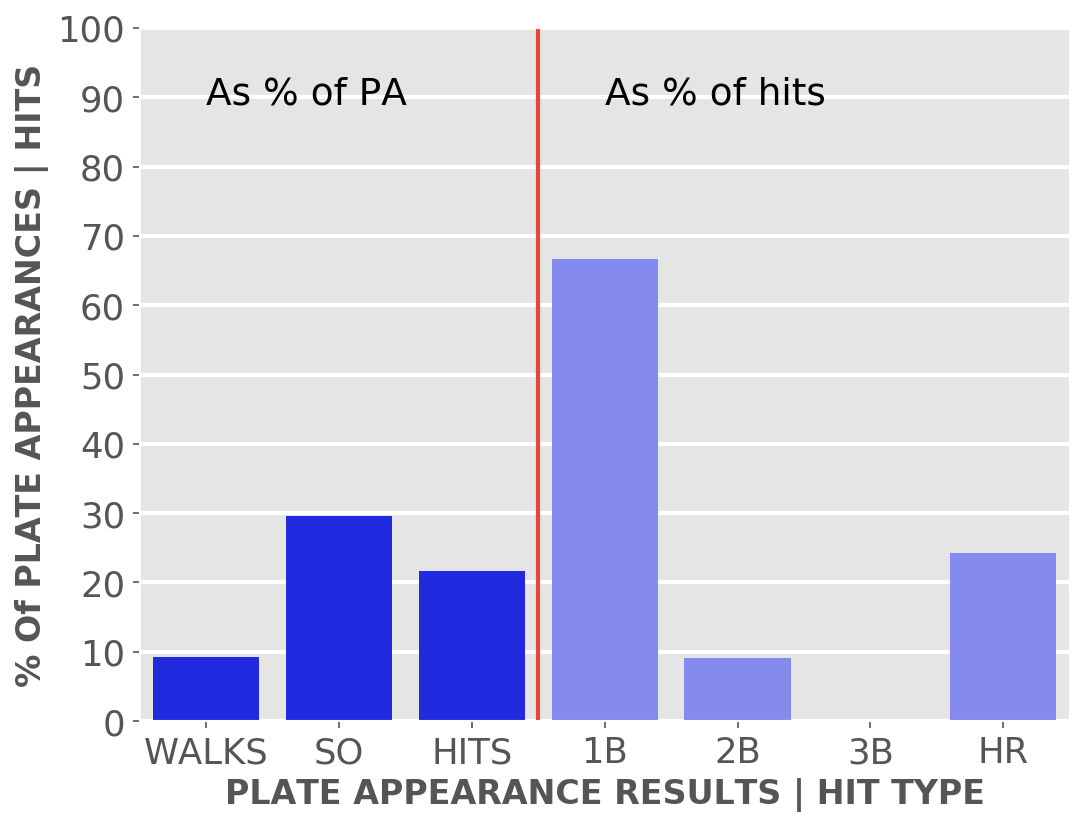 100
90
80
70
60
50
40
30
20
10
0
% Of PLATE APPEARANCES | HITS
As % of PA
As % of hits
WALKS SO HITS 1B 2B 3B HR
PLATE APPEARANCE RESULTS | HIT TYPE